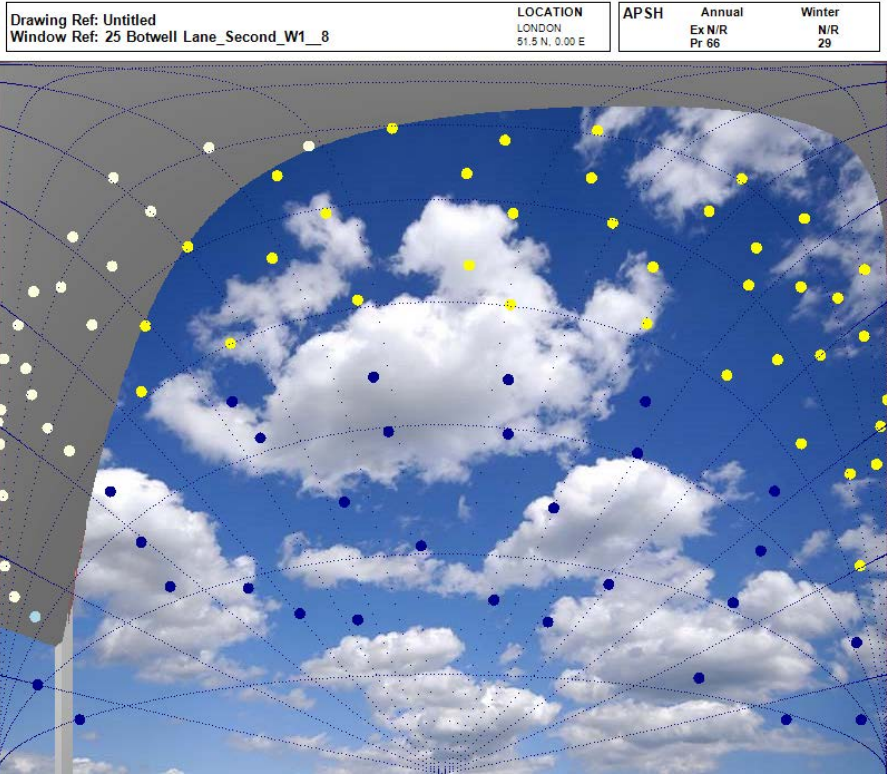 Drawing Ref: Untitled
Window Ref: 25 Botwell Lane_Second_W1__8
LOCATION
LONDON
51.5 N, 0.00 E
APSH Annual Winter
Ex N/R N/R
Pr 66 29